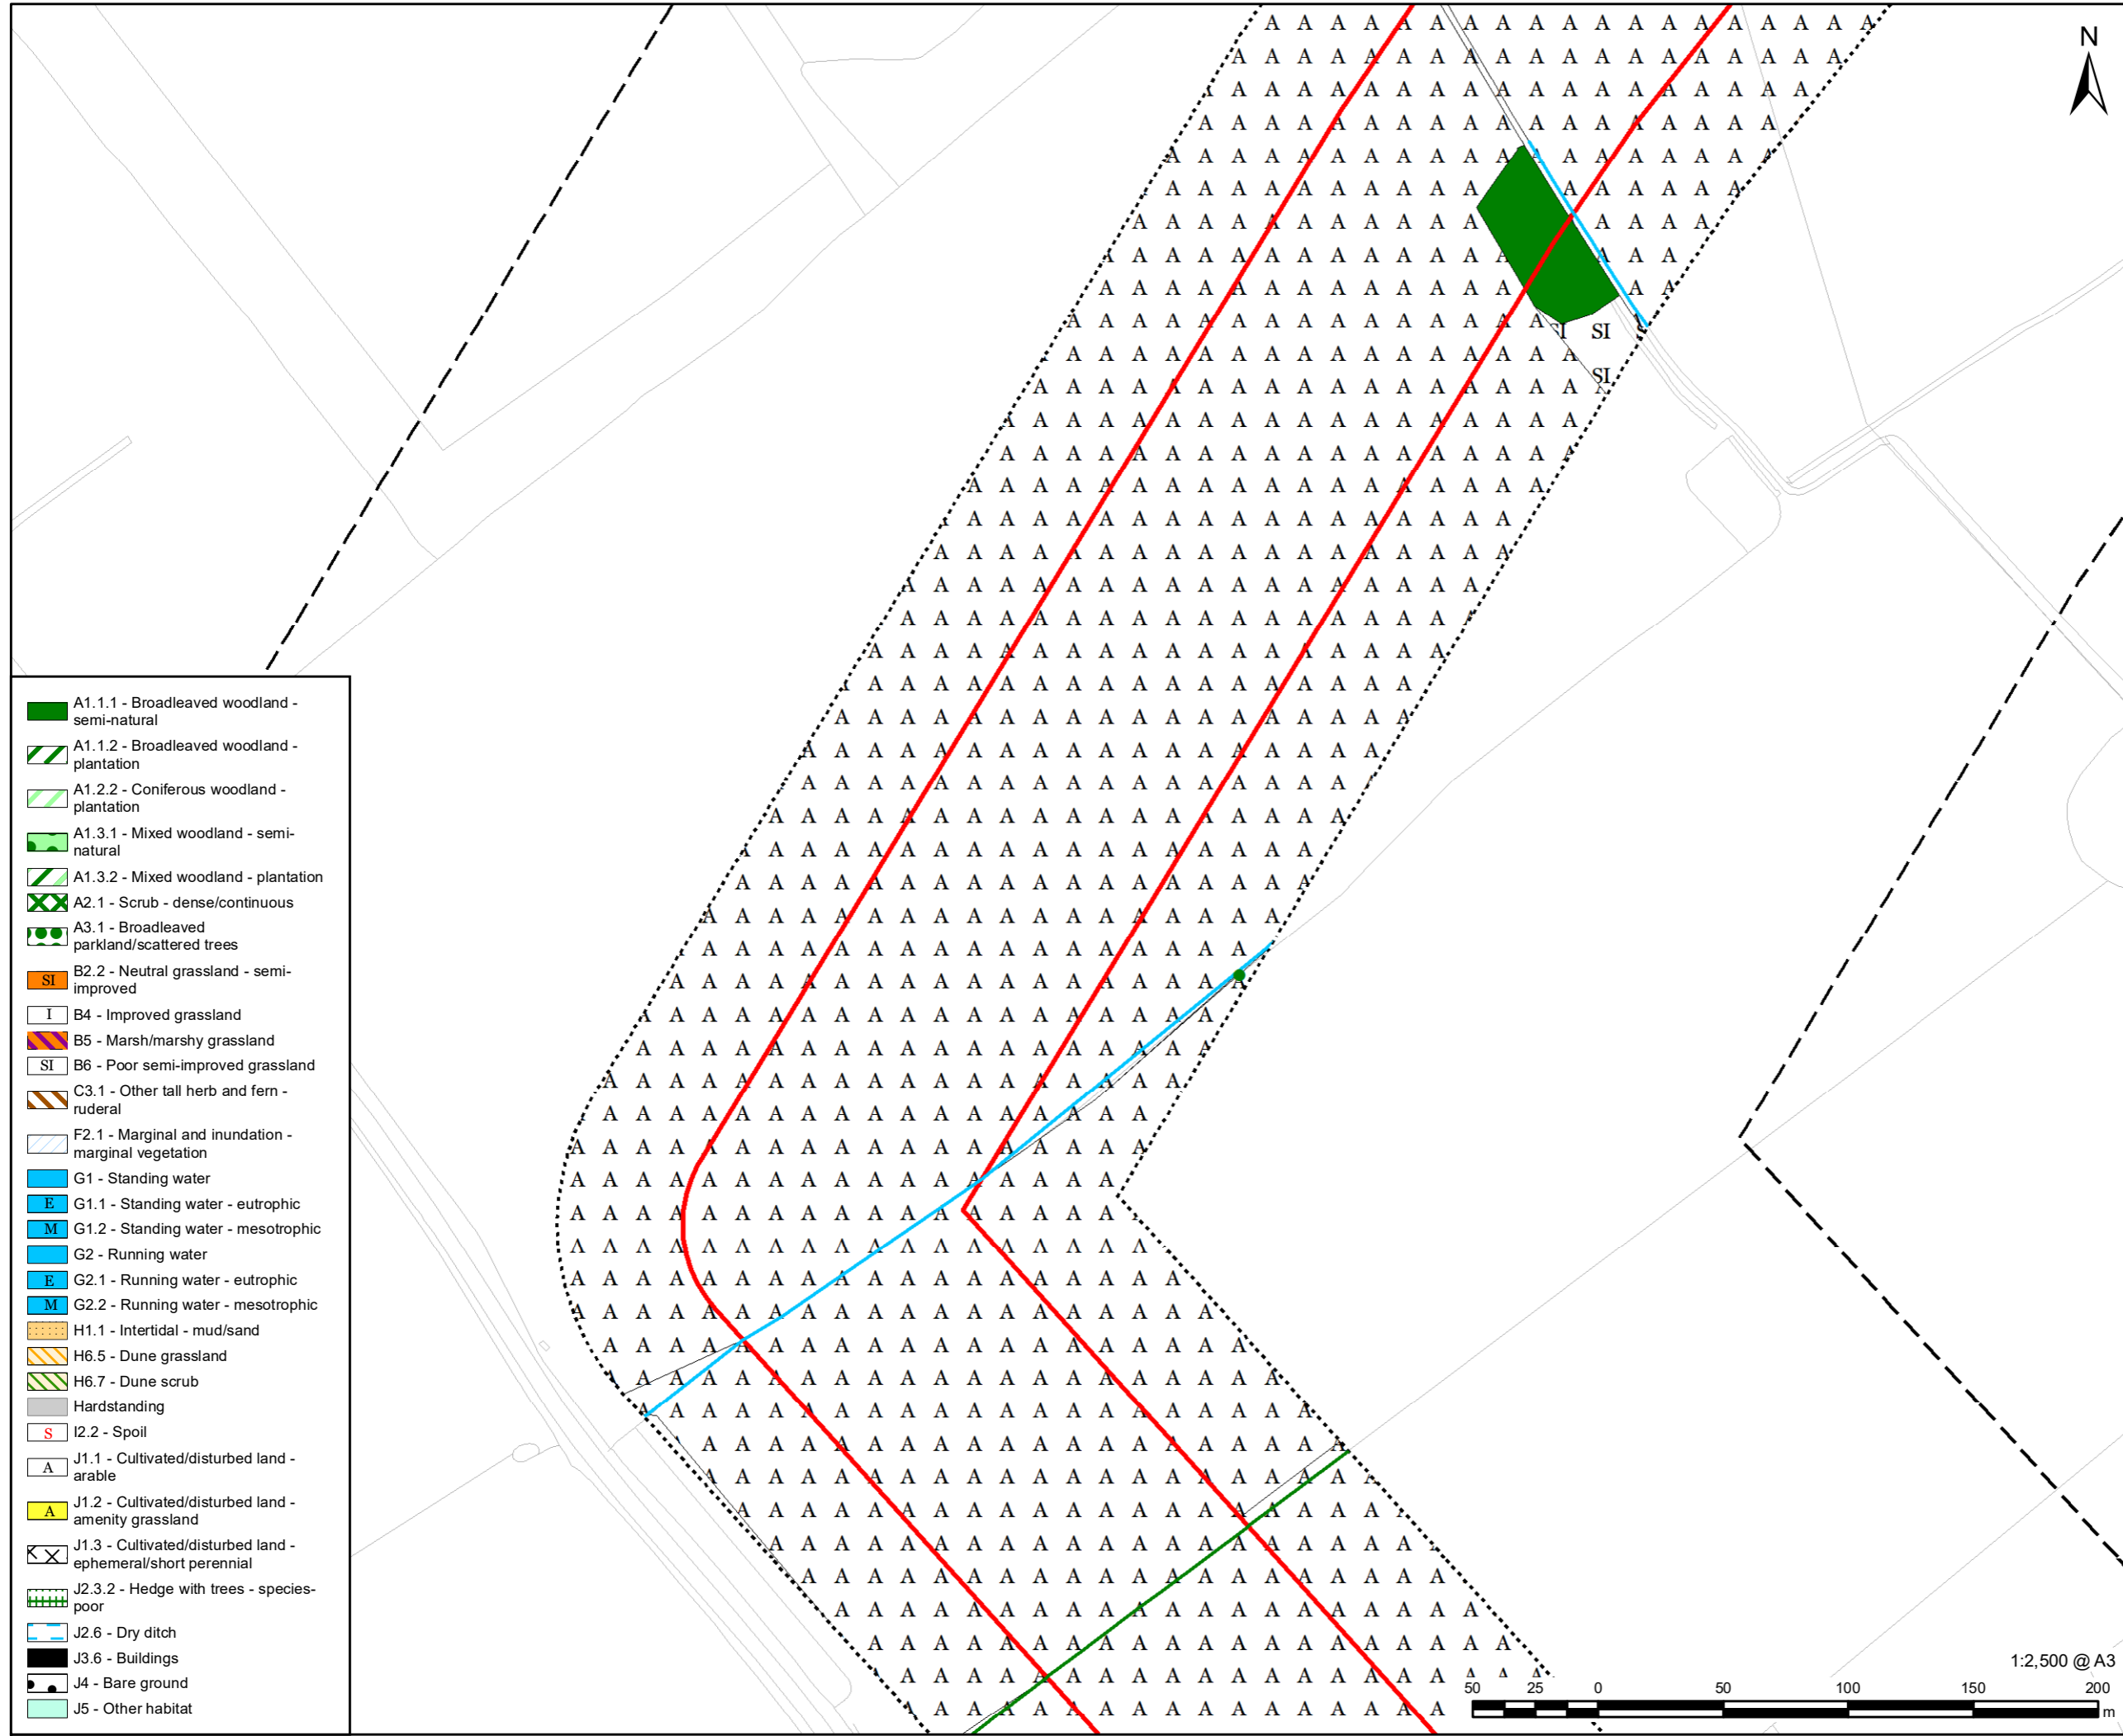 N
A1.1.1 - Broadleaved woodland -
semi-natural
A1.1.2 - Broadleaved woodland -
plantation
A1.2.2 - Coniferous woodland -
plantation
A1.3.1 - Mixed woodland - semi-
natural
A1.3.2 - Mixed woodland - plantation
A2.1 - Scrub - dense/continuous
A3.1 - Broadleaved
parkland/scattered trees
SI B2.2 - Neutral grassland - semi-
improved
I B4 - Improved grassland
B5 - Marsh/marshy grassland
SI B6 - Poor semi-improved grassland
C3.1 - Other tall herb and fern -
ruderal
F2.1 - Marginal and inundation -
marginal vegetation
G1 - Standing water
E G1.1 - Standing water - eutrophic
M G1.2 - Standing water - mesotrophic
G2 - Running water
E G2.1 - Running water - eutrophic
M G2.2 - Running water - mesotrophic
H1.1 - Intertidal - mud/sand
H6.5 - Dune grassland
H6.7 - Dune scrub
Hardstanding
S I2.2 - Spoil
A J1.1 - Cultivated/disturbed land -
arable
A J1.2 - Cultivated/disturbed land -
amenity grassland
J1.3 - Cultivated/disturbed land -
ephemeral/short perennial
J2.3.2 - Hedge with trees - species-
poor
J2.6 - Dry ditch
J3.6 - Buildings
J4 - Bare ground
J5 - Other habitat
SI SI
SI
1:2,500 @ A3
50 25 0 50 100 150 200
m